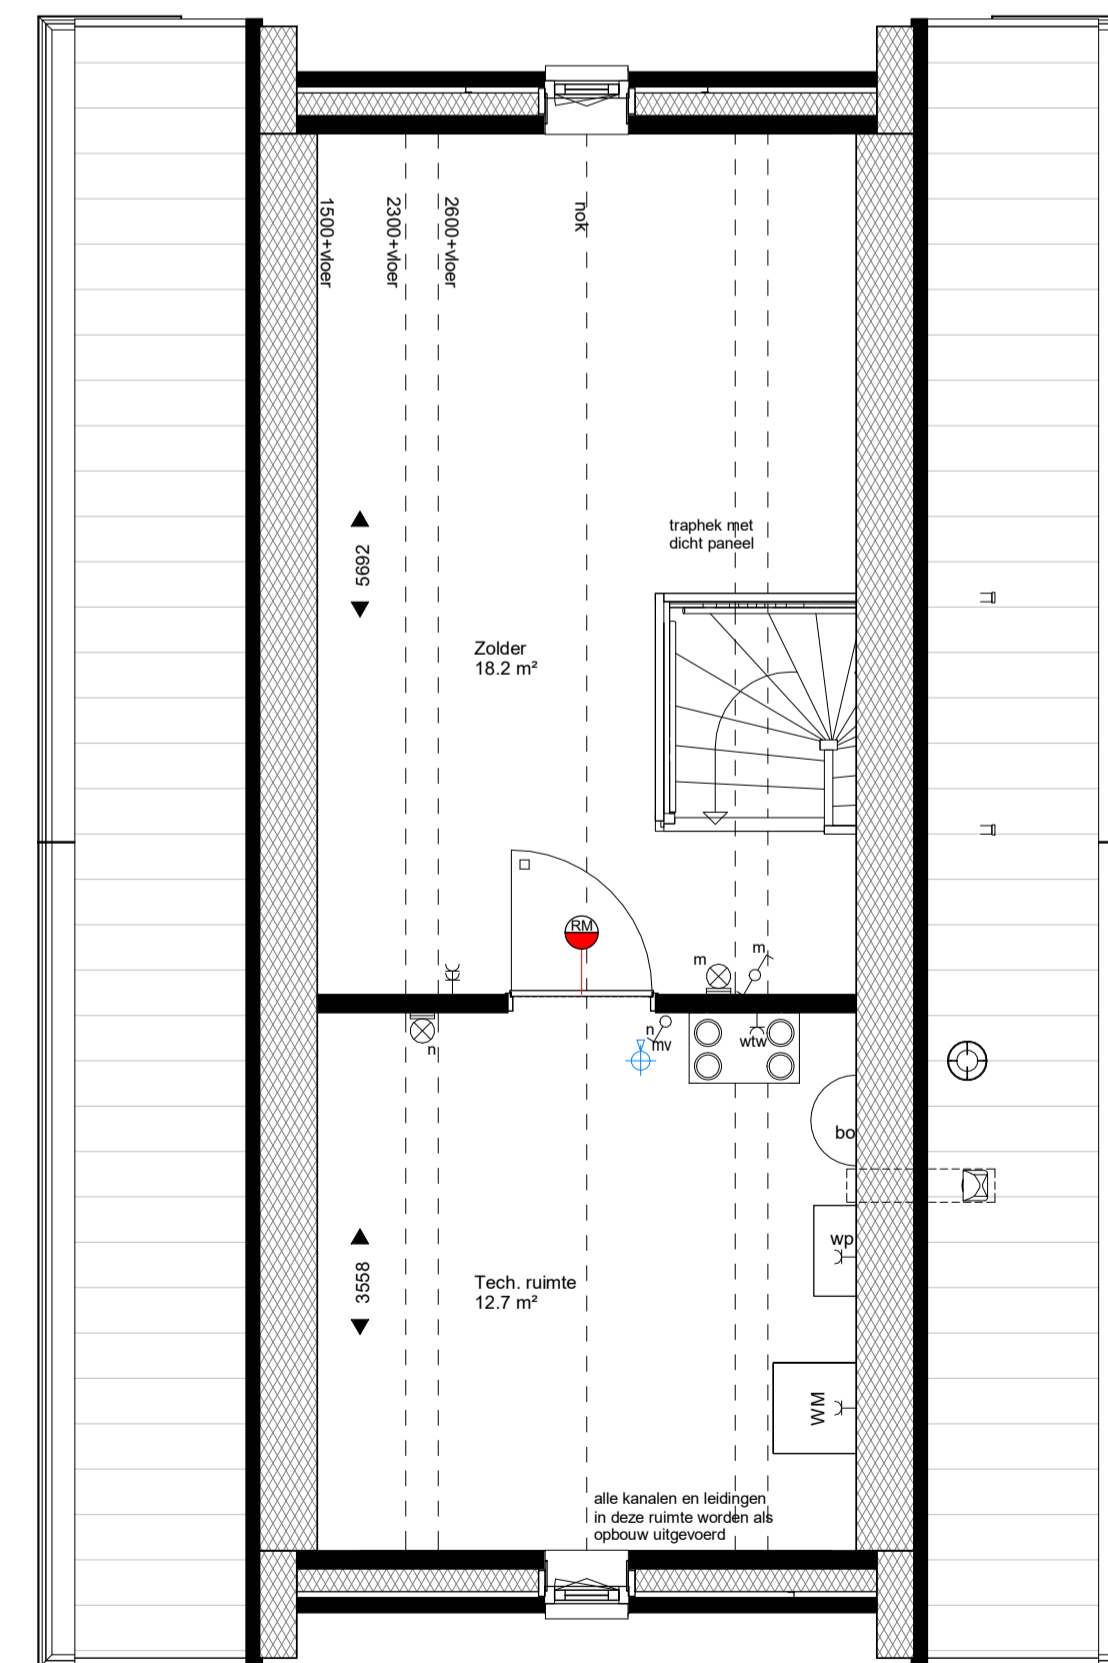 1500+vloer
2300+vloer
2600+vloer
nok
traphek met
dicht paneel
5692
Zolder
18.2 m²
RM
m
m
n
n
mv
wtw
bo
wp
3558
Tech. ruimte
12.7 m²
WM
alle kanalen en leidingen
in deze ruimte worden als
opbouw uitgevoerd